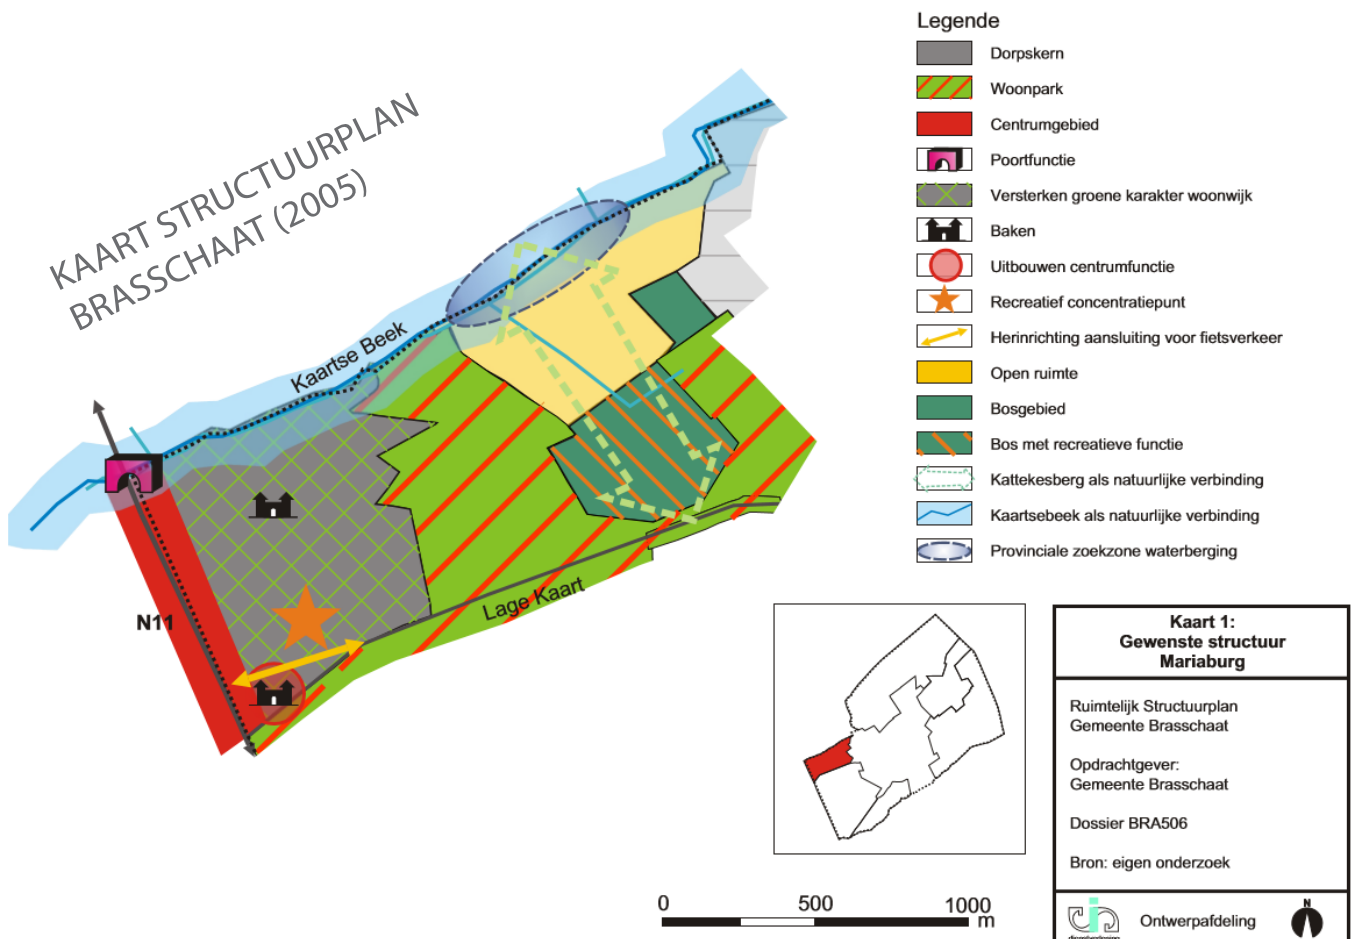 KAART STRUCTUURPLAN
BRASSCHAAT (2005)
Kaartse Beek
N11
Lage Kaart
Legende
Dorpskern
Woonpark
Centrumgebied
Poortfunctie
Versterken groene karakter woonwijk
Baken
Uitbouwen centrumfunctie
Recreatief concentratiepunt
Herinrichting aansluiting voor fietsverkeer
Open ruimte
Bosgebied
Bos met recreatieve functie
Kattekesberg als natuurlijke verbinding
Kaartsebeek als natuurlijke verbinding
Provinciale zoekzone waterberging
0 500 1000
m
Kaart 1:
Gewenste structuur
Mariaburg
Ruimtelijk Structuurplan
Gemeente Brasschaat
Opdrachtgever:
Gemeente Brasschaat
Dossier BRA506
Bron: eigen onderzoek
Ontwerpafdeling